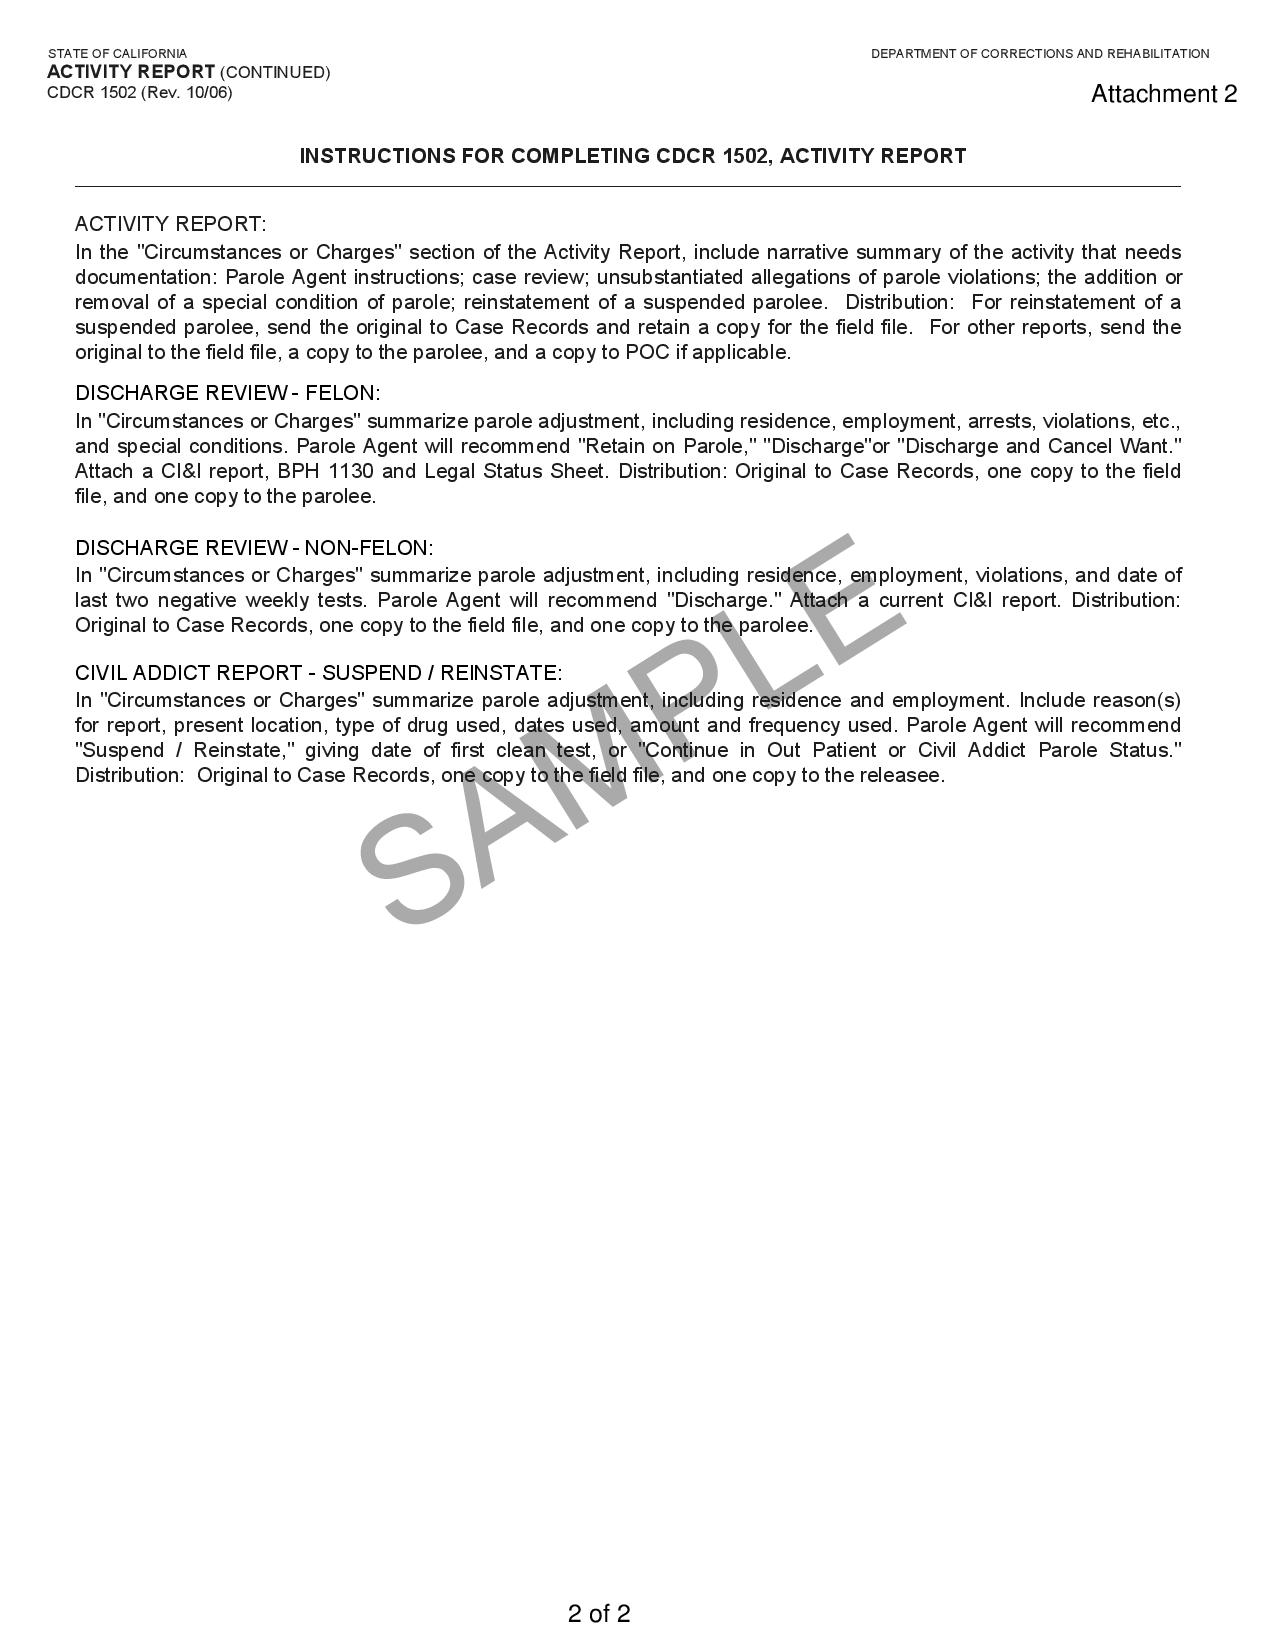 STATE OF CALIFORNIA
DEPARTMENT OF CORRECTIONS AND REHABILITATION
ACTIVITY REPORT (CONTINUED)
CDCR 1502 (Rev. 10/06)
Attachment 2
INSTRUCTIONS FOR COMPLETING CDCR 1502, ACTIVITY REPORT
ACTIVITY REPORT:
In the "Circumstances or Charges" section of the Activity Report, include narrative summary of the activity that needs
documentation: Parole Agent instructions; case review; unsubstantiated allegations of parole violations; the addition or
removal of a special condition of parole; reinstatement of a suspended parolee. Distribution: For reinstatement of a
suspended parolee, send the original to Case Records and retain a copy for the field file. For other reports, send the
original to the field file, a copy to the parolee, and a copy to POC if applicable.
DISCHARGE REVIEW - FELON:
In "Circumstances or Charges" summarize parole adjustment, including residence, employment, arrests, violations, etc.,
and special conditions. Parole Agent will recommend "Retain on Parole," "Discharge"or "Discharge and Cancel Want."
Attach a CI&I report, BPH 1130 and Legal Status Sheet. Distribution: Original to Case Records, one copy to the field
file, and one copy to the parolee.
DISCHARGE REVIEW - NON-FELON:
In "Circumstances or Charges" summarize parole adjustment, including residence, employment, violations, and date of
last two negative weekly tests. Parole Agent will recommend "Discharge." Attach a current CI&I report. Distribution:
Original to Case Records, one copy to the field file, and one copy to the parolee.
CIVIL ADDICT REPORT - SUSPEND / REINSTATE:
In "Circumstances or Charges" summarize parole adjustment, including residence and employment. Include reason(s)
for report, present location, type of drug used, dates used, amount and frequency used. Parole Agent will recommend
"Suspend / Reinstate," giving date of first clean test, or "Continue in Out Patient or Civil Addict Parole Status."
Distribution: Original to Case Records, one copy to the field file, and one copy to the releasee.
SAMPLE
2 of 2